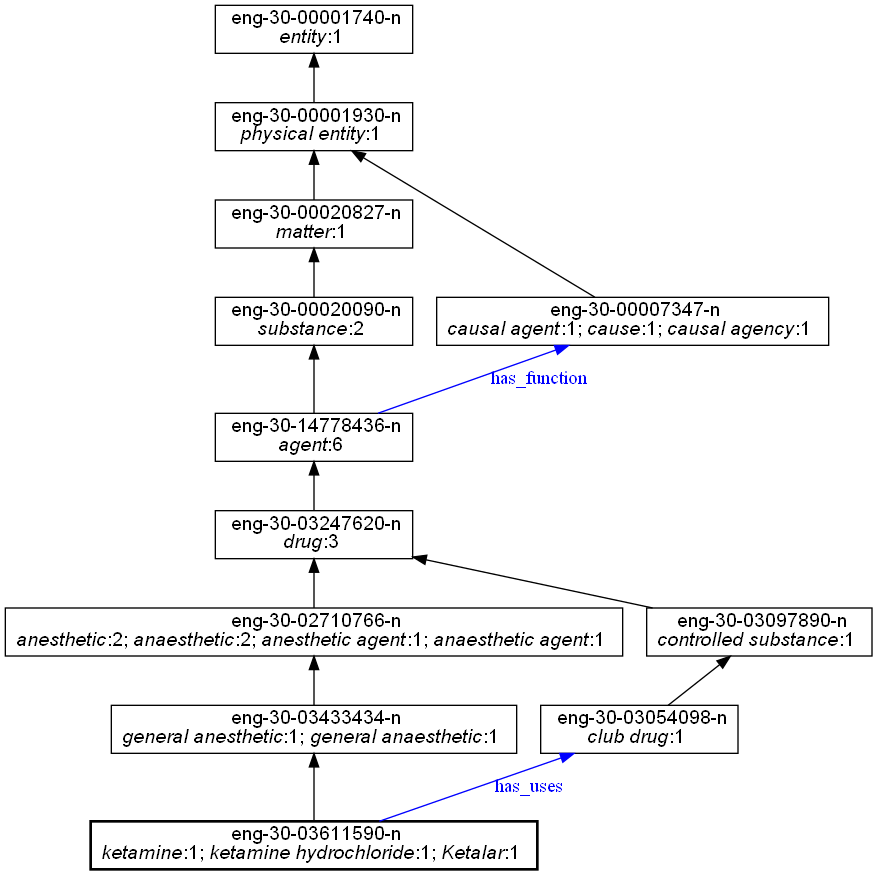 eng-30-00001740-n
entity:1
eng-30-00001930-n
physical entity:1
eng-30-00020827-n
matter:1
eng-30-00020090-n
substance:2
eng-30-00007347-n
causal agent:1; cause:1; causal agency:1
has_function
eng-30-14778436-n
agent:6
eng-30-03247620-n
drug:3
eng-30-02710766-n
anesthetic:2; anaesthetic:2; anesthetic agent:1; anaesthetic agent:1
eng-30-03097890-n
controlled substance:1
eng-30-03433434-n
general anesthetic:1; general anaesthetic:1
eng-30-03054098-n
club drug:1
has_uses
eng-30-03611590-n
ketamine:1; ketamine hydrochloride:1; Ketalar:1